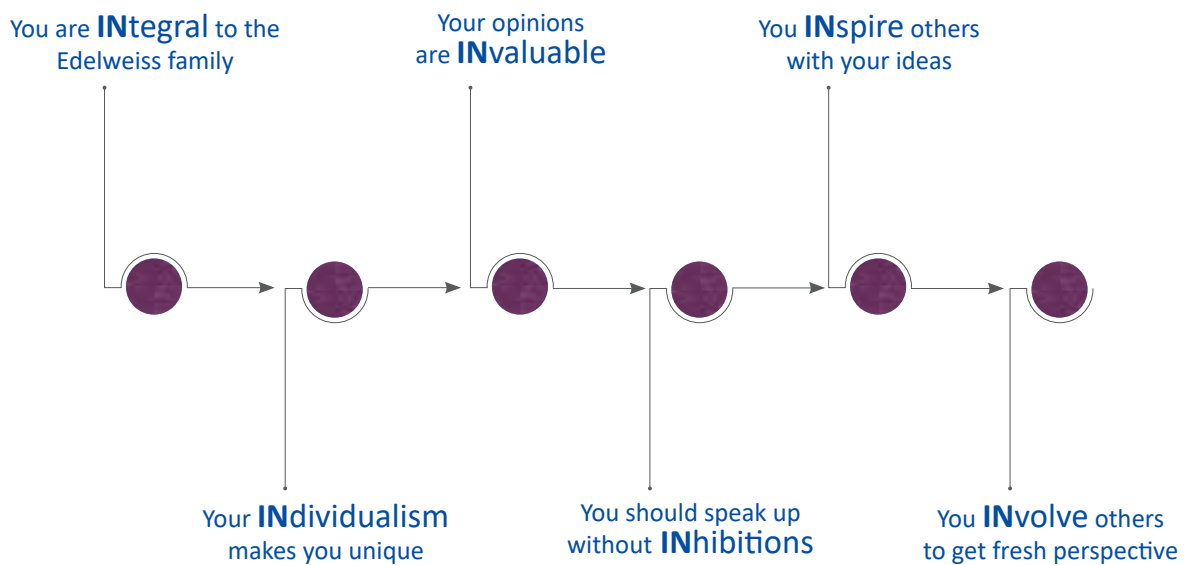 You are INtegral to the
Edelweiss family
Your INdividualism
makes you unique
Your opinions
are INvaluable
You should speak up
without INhibitions
You INspire others
with your ideas
You INvolve others
to get fresh perspective